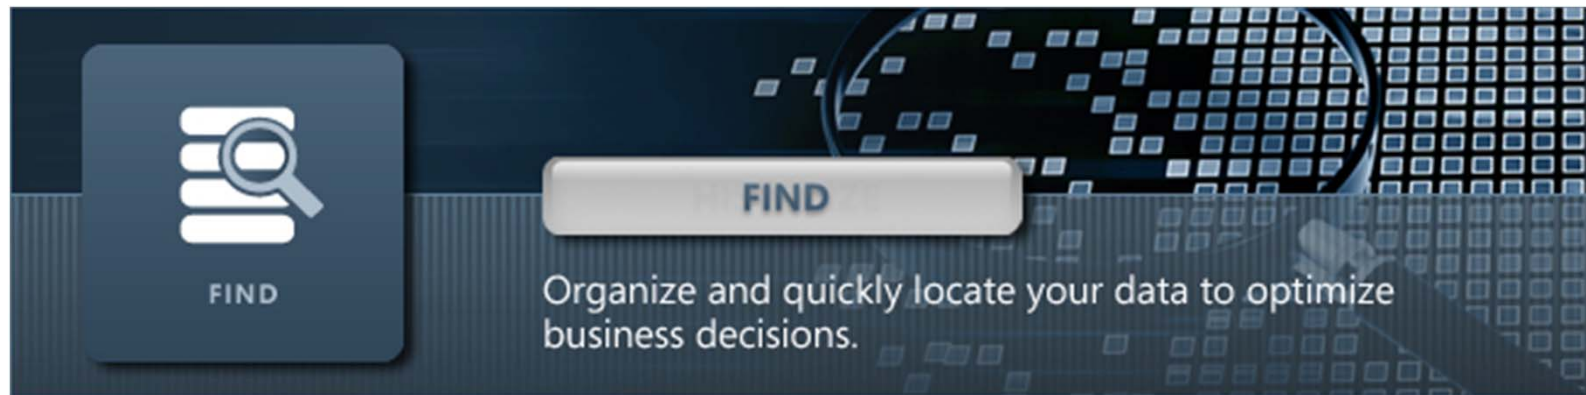 FIND
FIND
Organize and quickly locate your data to optimize
business decisions.